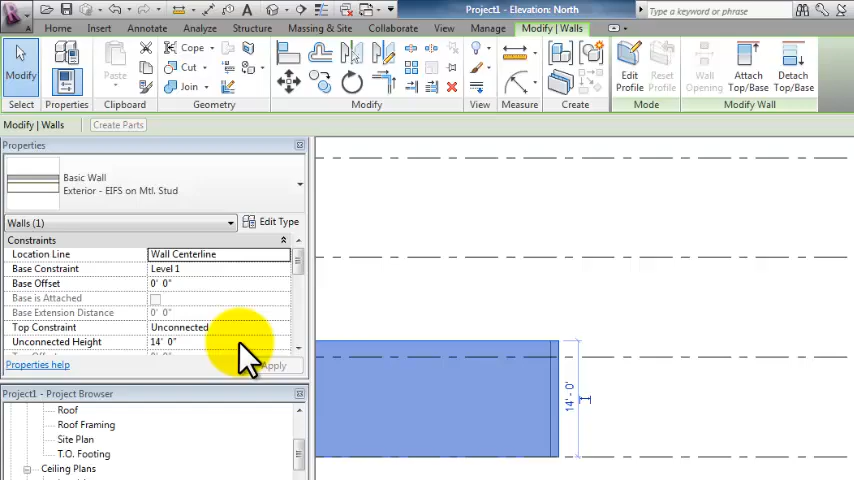 Project1 - Elevation: North
Type a keyword or phrase
Home Insert Annotate Analyze Structure Massing & Site Collaborate View Manage Modify | Walls
Modify
Select
Properties
Paste
Clipboard
Cope
Cut
Join
Geometry
Modify
View
Measure
Create
Edit Profile
Reset Profile
Mode
Wall Opening
Attach Top/Base
Detach Top/Base
Modify Wall
Modify | Walls
Create Parts
Properties
Basic Wall
Exterior - EIFS on Mtl. Stud
Walls (1)
Edit Type
Constraints
Location Line Wall Centerline
Base Constraint Level 1
Base Offset 0' 0"
Base is Attached
Base Extension Distance 0' 0"
Top Constraint Unconnected
Unconnected Height 14' 0"
Top Offset 0' 0"
Properties help
Apply
14' - 0"
Project1 - Project Browser
Roof
Roof Framing
Site Plan
T.O. Footing
Ceiling Plans